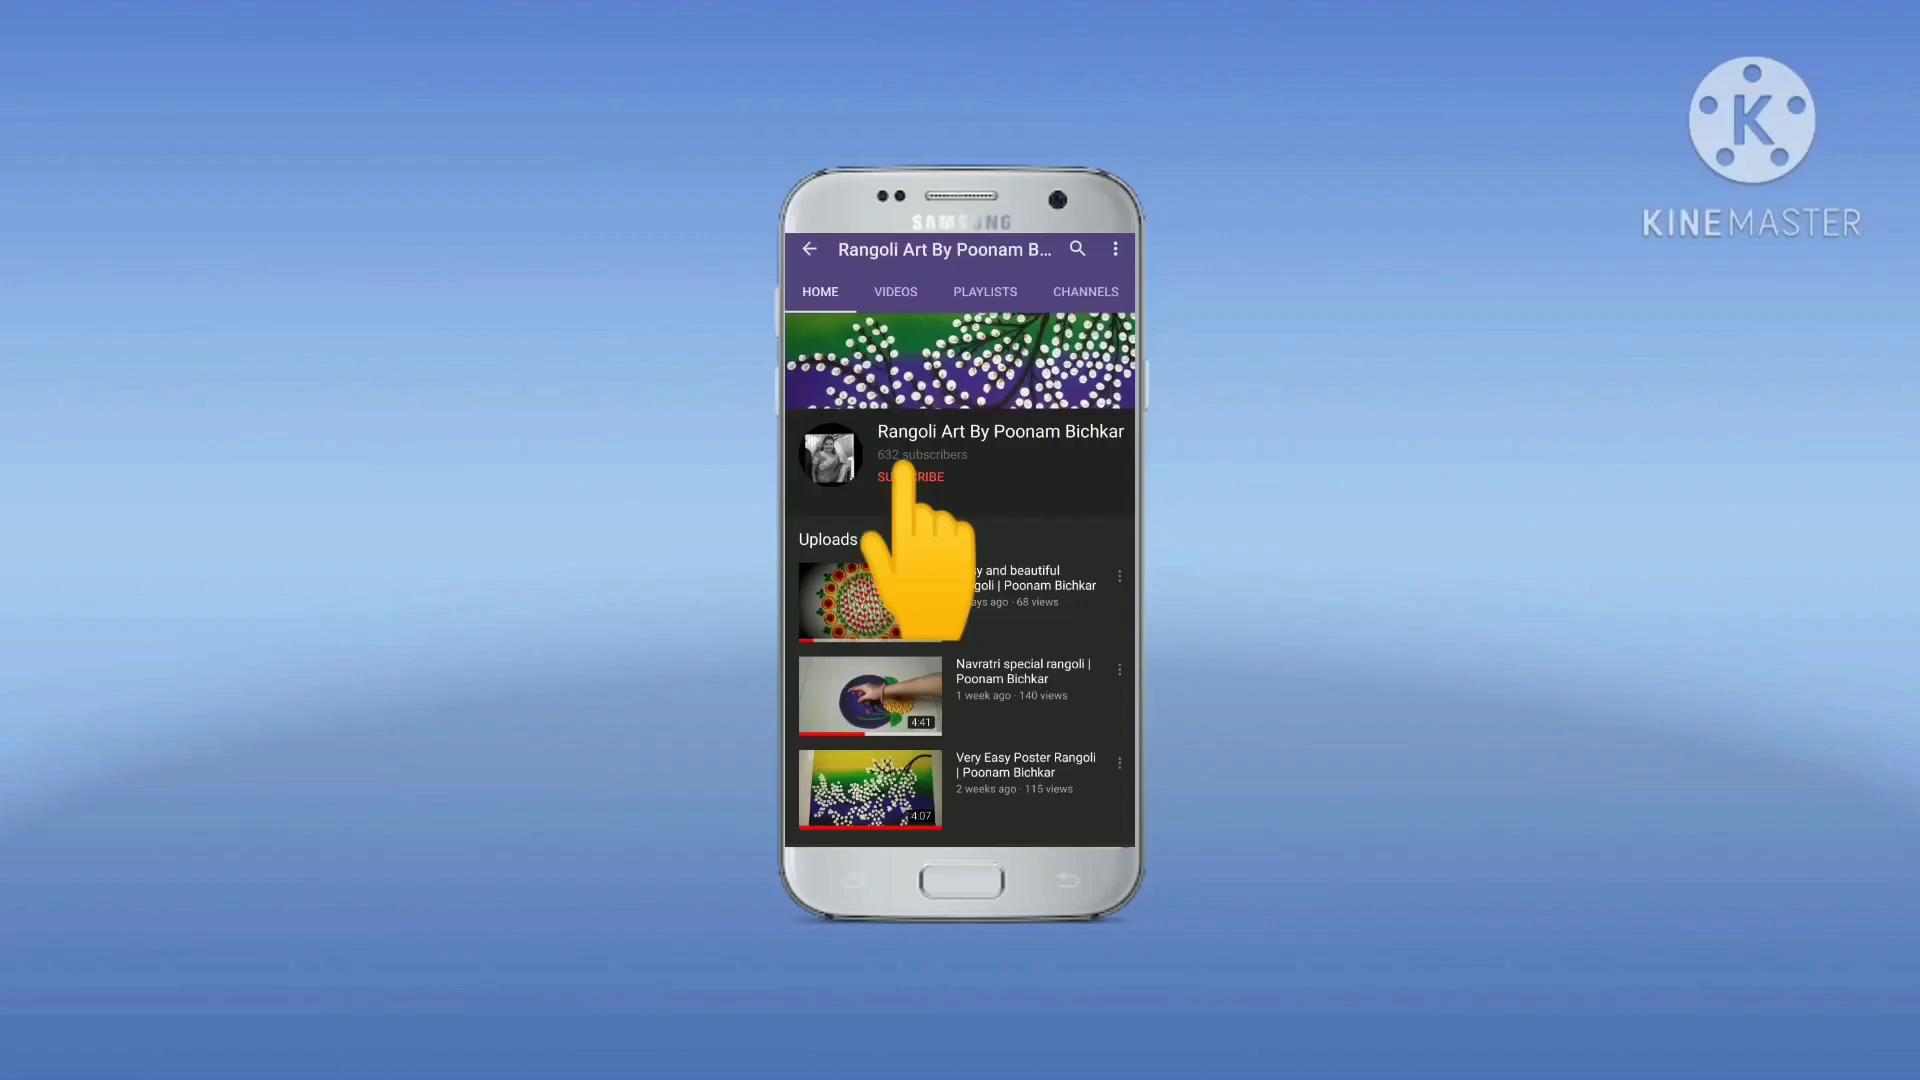 KINEMASTER
SAMSUNG
Rangoli Art By Poonam B...
HOME VIDEOS PLAYLISTS CHANNELS
Rangoli Art By Poonam Bichkar
632 subscribers
Uploads
and beautiful
| Poonam Bichkar
ago · 68 views
Navratri special rangoli |
Poonam Bichkar
1 week ago · 140 views
4:41
Very Easy Poster Rangoli
| Poonam Bichkar
2 weeks ago · 115 views
4:07